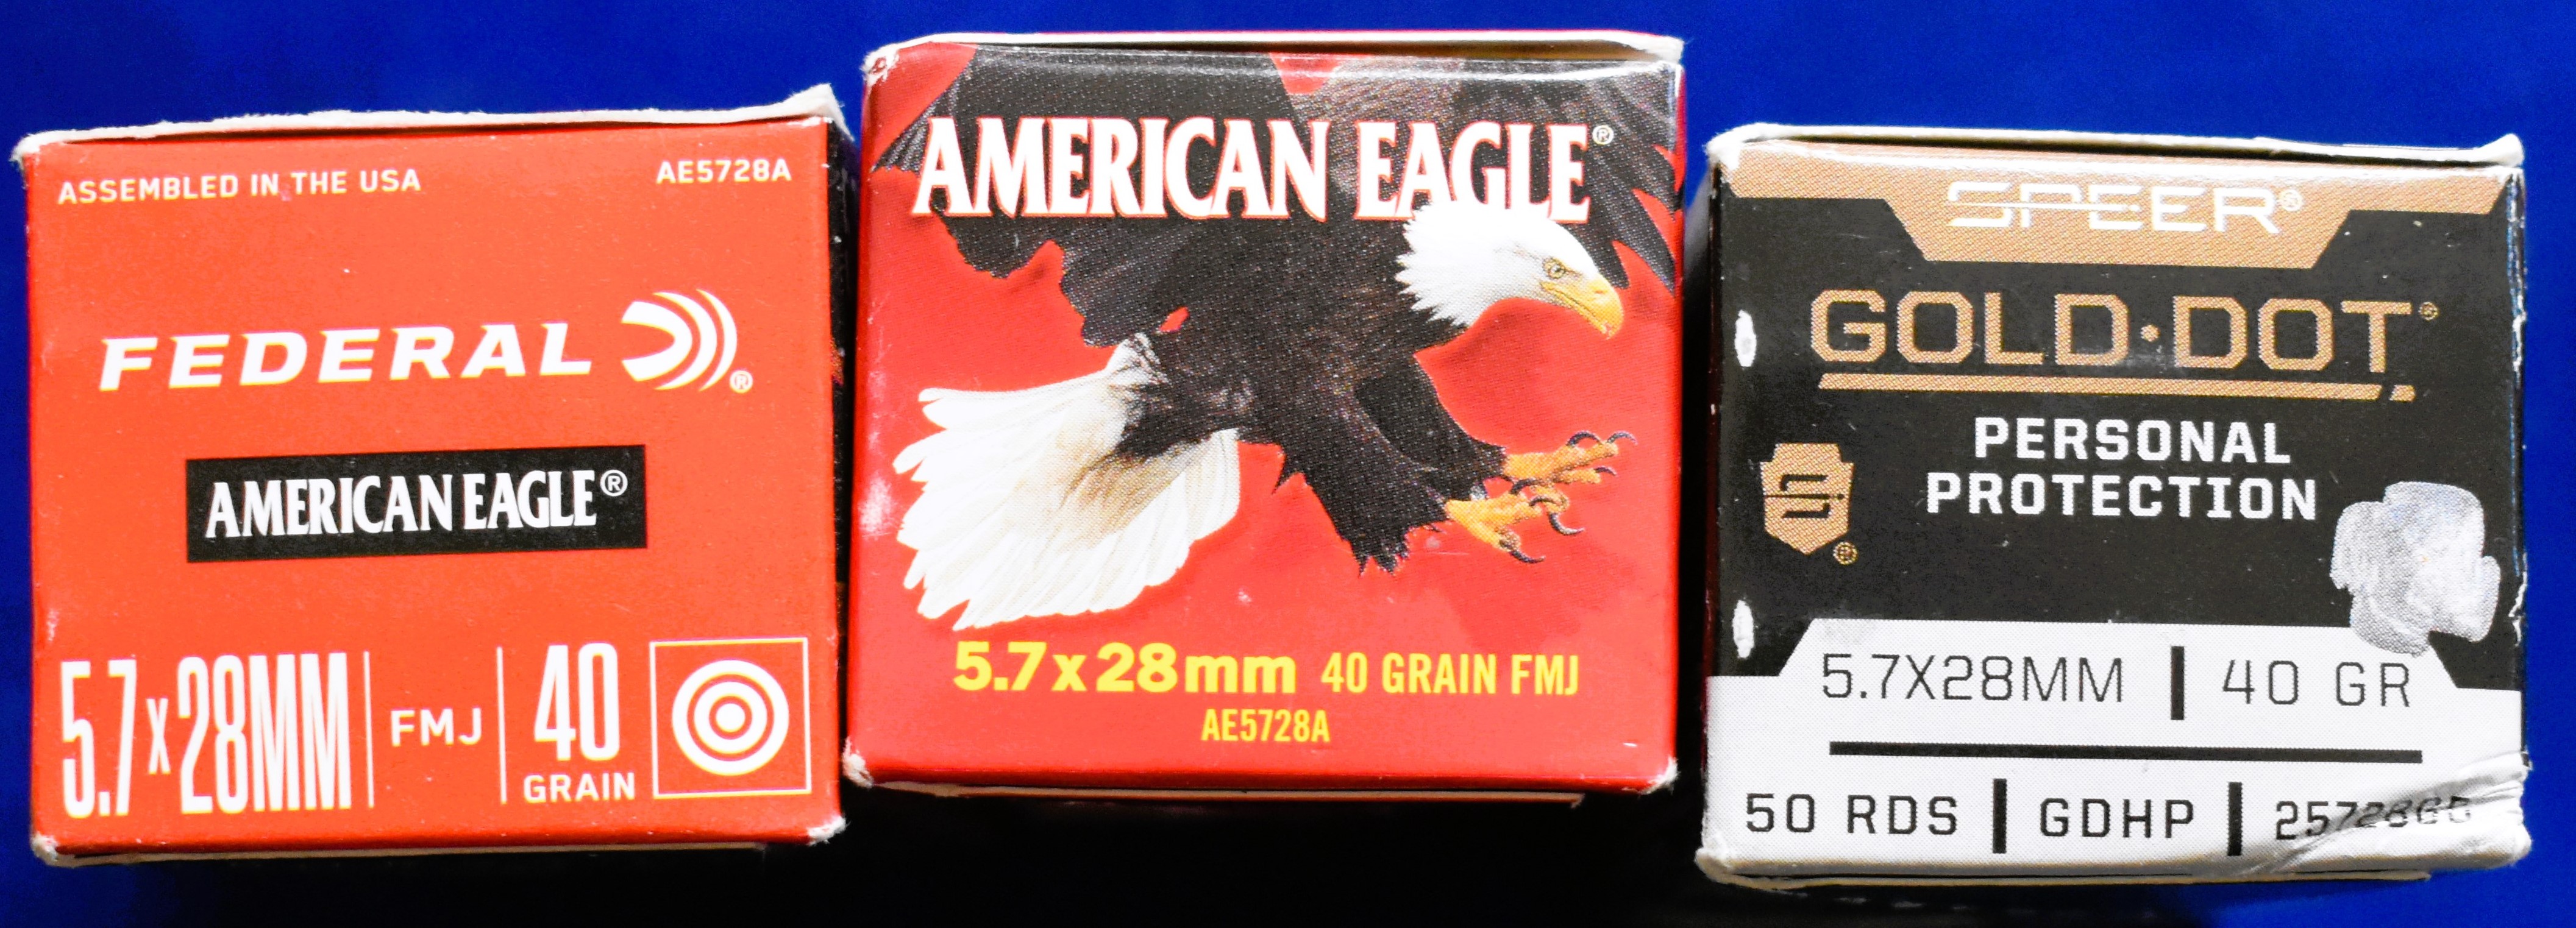 ASSEMBLED IN THE USA
AE5728A
FEDERAL®
AMERICAN EAGLE®
5.7x28MM
FMJ
40
GRAIN
AMERICAN EAGLE®
5.7x28mm 40 GRAIN FMJ
AE5728A
SPEER®
GOLD·DOT®
PERSONAL
PROTECTION
®
5.7X28MM | 40 GR
50 RDS | GDHP | 25728GD